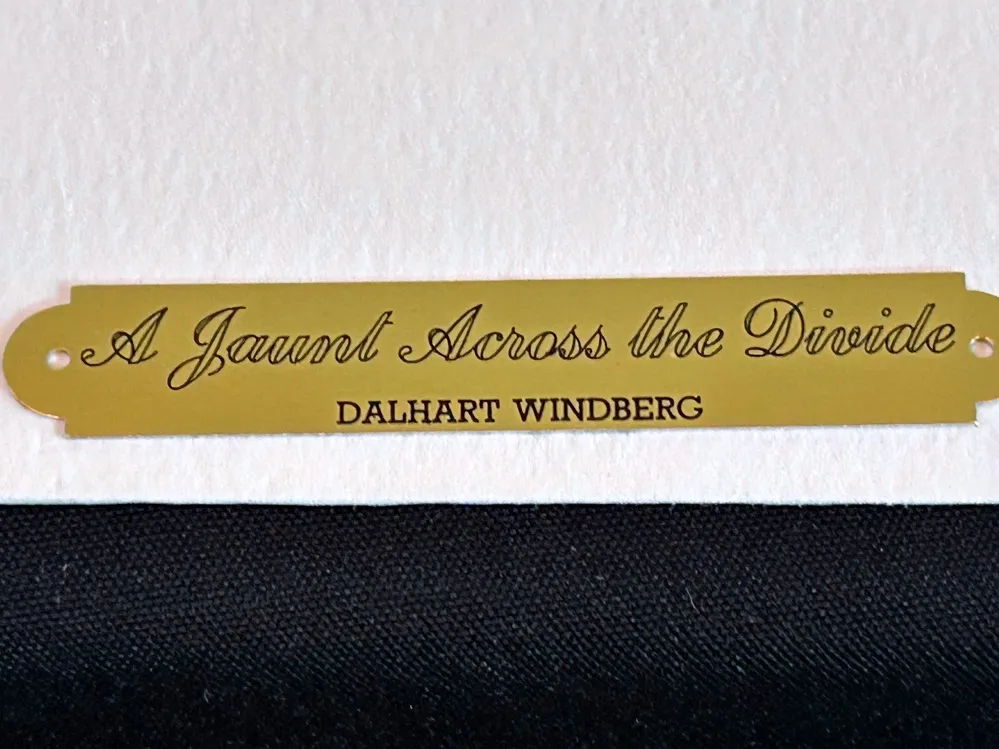 A Jaunt Across the Divide
DALHART WINDBERG